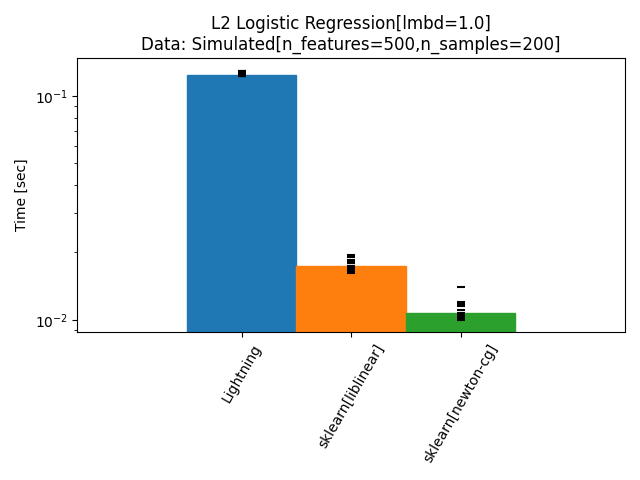 L2 Logistic Regression[lmbd=1.0]
Data: Simulated[n_features=500,n_samples=200]
Time [sec]
10⁻¹
10⁻²
Lightning
sklearn[liblinear]
sklearn[newton-cg]